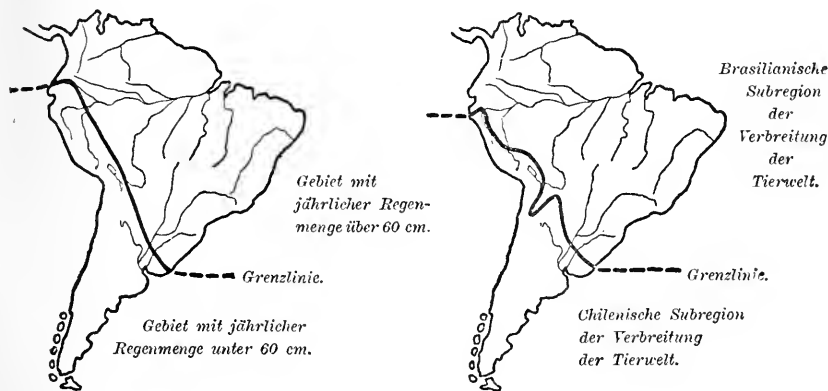 Gebiet mit
jährlicher Regen-
menge über 60 cm.
Grenzlinie.
Gebiet mit jährlicher
Regenmenge unter 60 cm.
Brasilianische
Subregion
der
Verbreitung
der
Tierwelt.
Grenzlinie.
Chilenische Subregion
der Verbreitung
der Tierwelt.